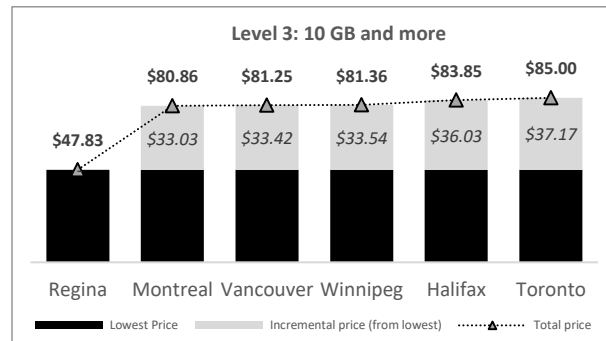 Level 3: 10 GB and more
$47.83 $80.86 $81.25 $81.36 $83.85 $85.00
$33.03 $33.42 $33.54 $36.03 $37.17
Regina Montreal Vancouver Winnipeg Halifax Toronto
Lowest Price Incremental price (from lowest) Total price